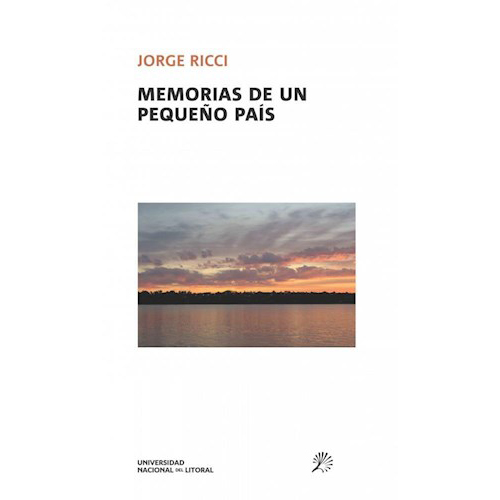 JORGE RICCI
MEMORIAS DE UN
PEQUEÑO PAÍS
UNIVERSIDAD
NACIONAL DEL LITORAL